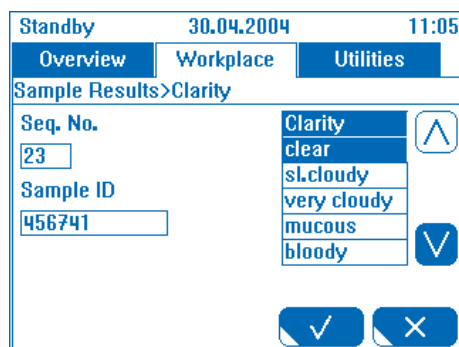 Standby 30.04.2004 11:05
Overview Workplace Utilities
Sample Results>Clarity
Seq. No.
23
Sample ID
456741
Clarity
clear
sl.cloudy
very cloudy
mucous
bloody